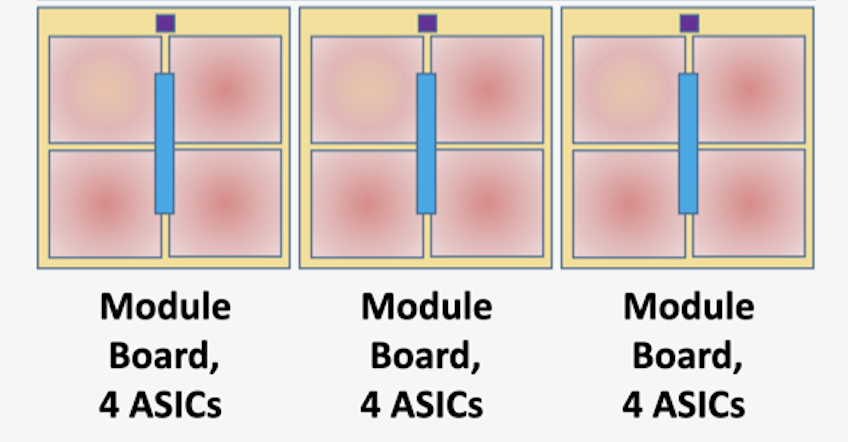 Module
Board,
4 ASICs
Module
Board,
4 ASICs
Module
Board,
4 ASICs